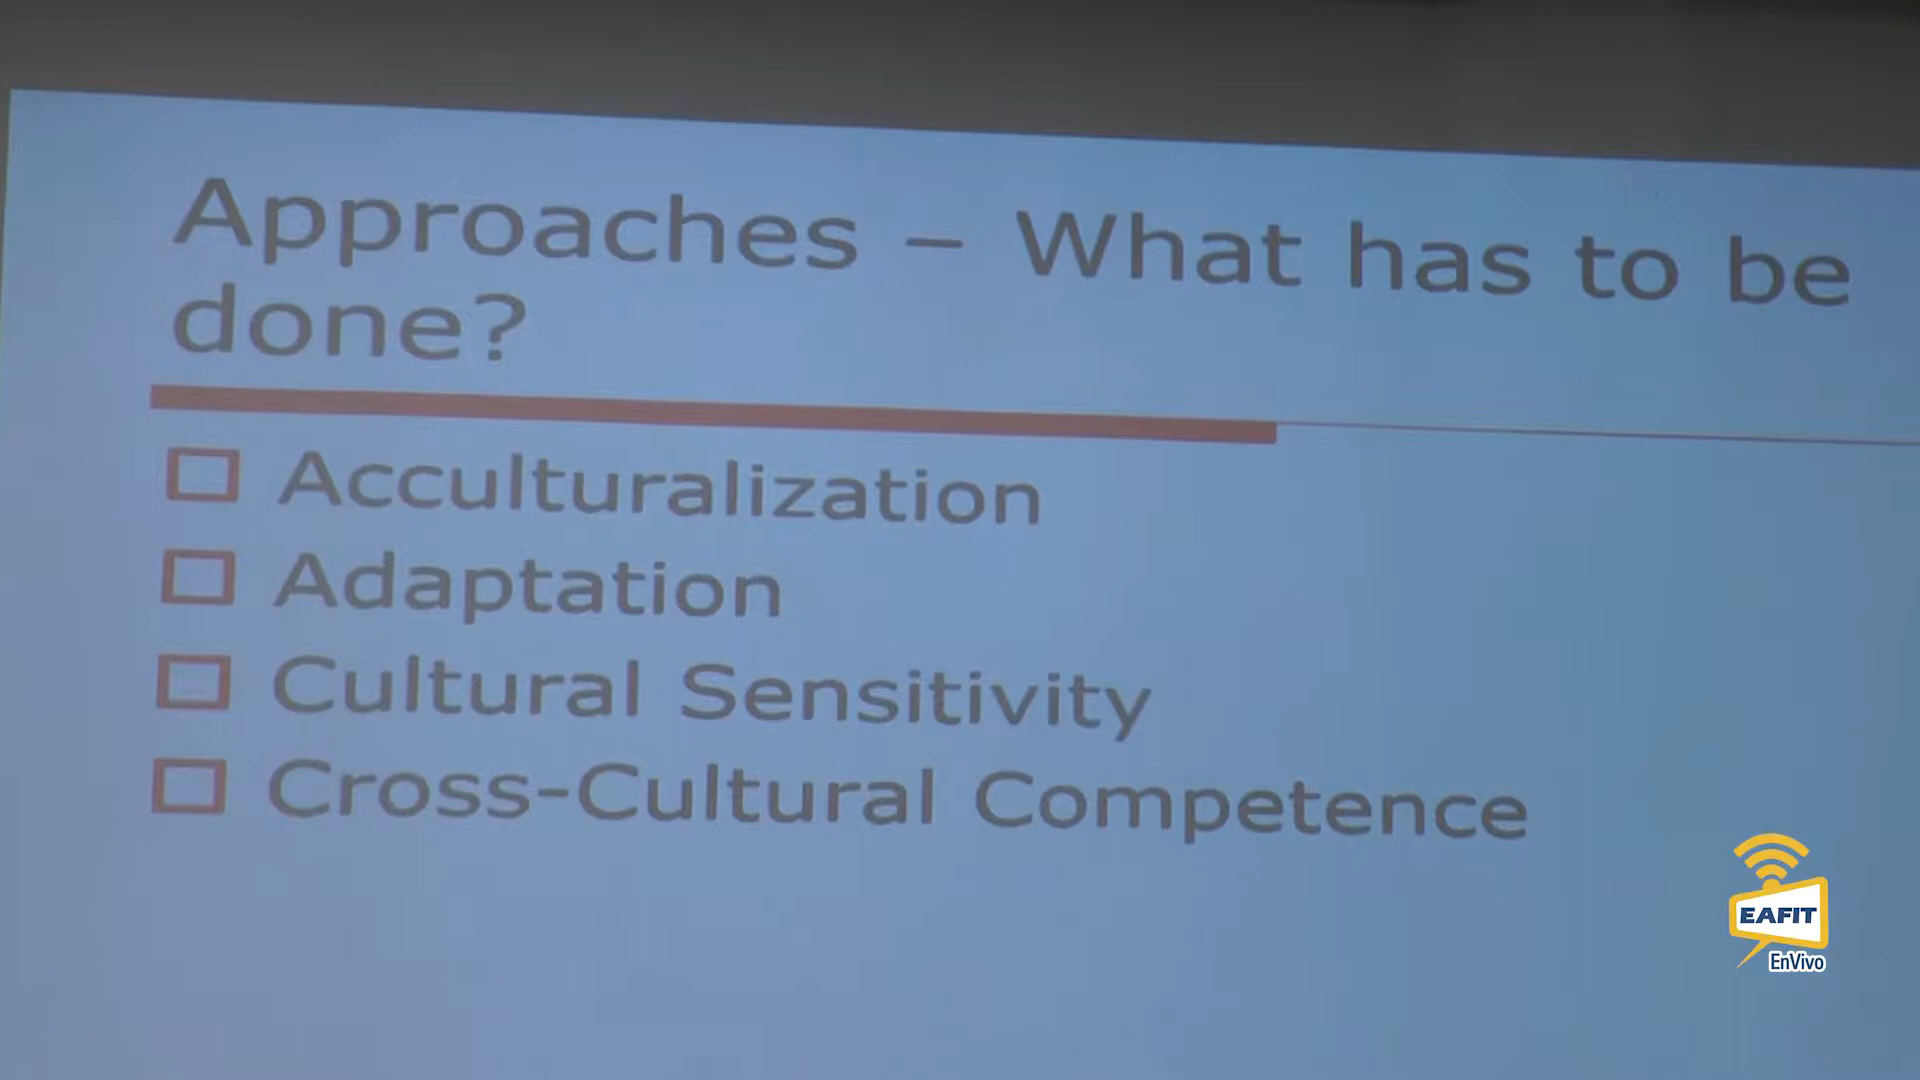 Approaches – What has to be
done?
Acculturalization
Adaptation
Cultural Sensitivity
Cross-Cultural Competence
EAFIT
EnVivo